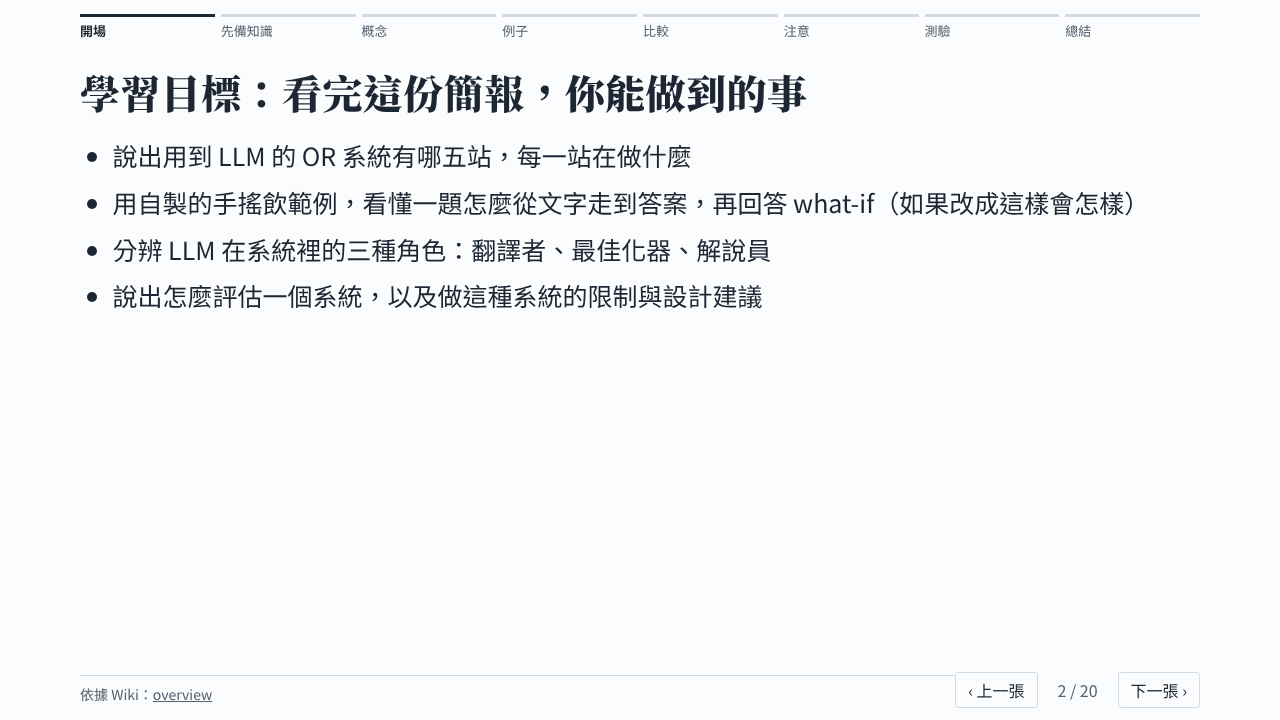 開場
先備知識
概念
例子
比較
注意
測驗
總結
學習目標：看完這份簡報，你能做到的事
• 說出用到 LLM 的 OR 系統有哪五站，每一站在做什麼
• 用自製的手搖飲範例，看懂一題怎麼從文字走到答案，再回答 what-if（如果改成這樣會怎樣）
• 分辨 LLM 在系統裡的三種角色：翻譯者、最佳化器、解說員
• 說出怎麼評估一個系統，以及做這種系統的限制與設計建議
依據 Wiki：overview
‹ 上一張
2 / 20
下一張 ›